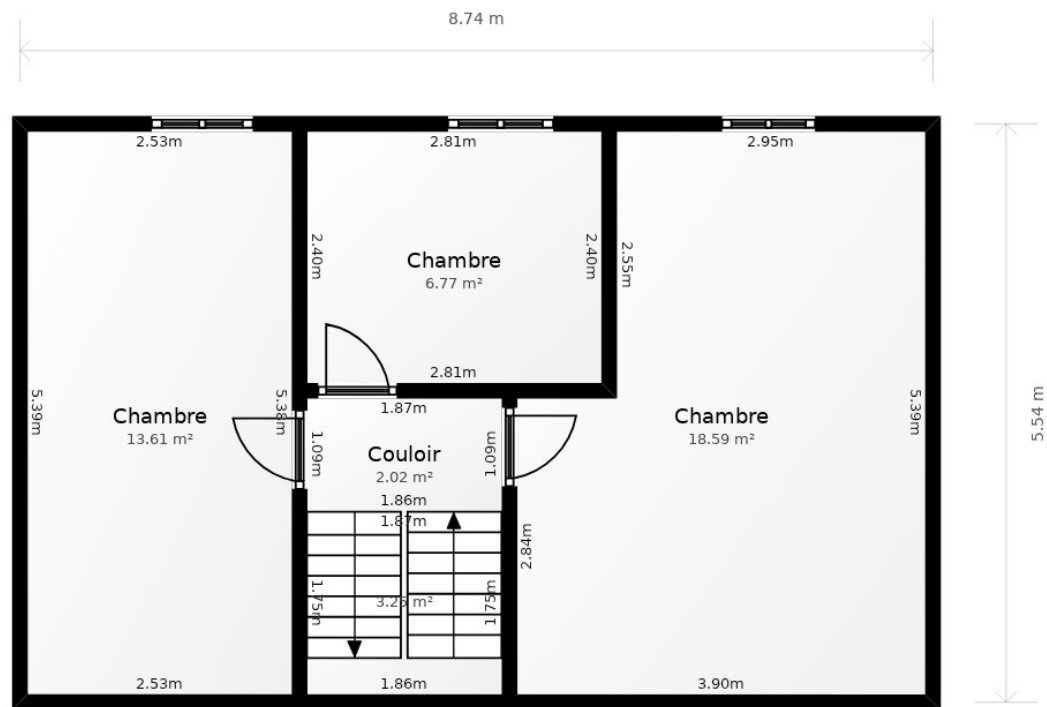 8.74 m
2.53m
2.81m
2.95m
2.40m
2.40m
2.55m
Chambre
6.77 m²
2.81m
5.39m
Chambre
13.61 m²
5.38m
1.87m
1.09m
Couloir
2.02 m²
1.09m
1.86m
1.87m
Chambre
18.59 m²
5.39m
5.54 m
2.84m
1.75m
3.25 m²
1.75m
2.53m
1.86m
3.90m